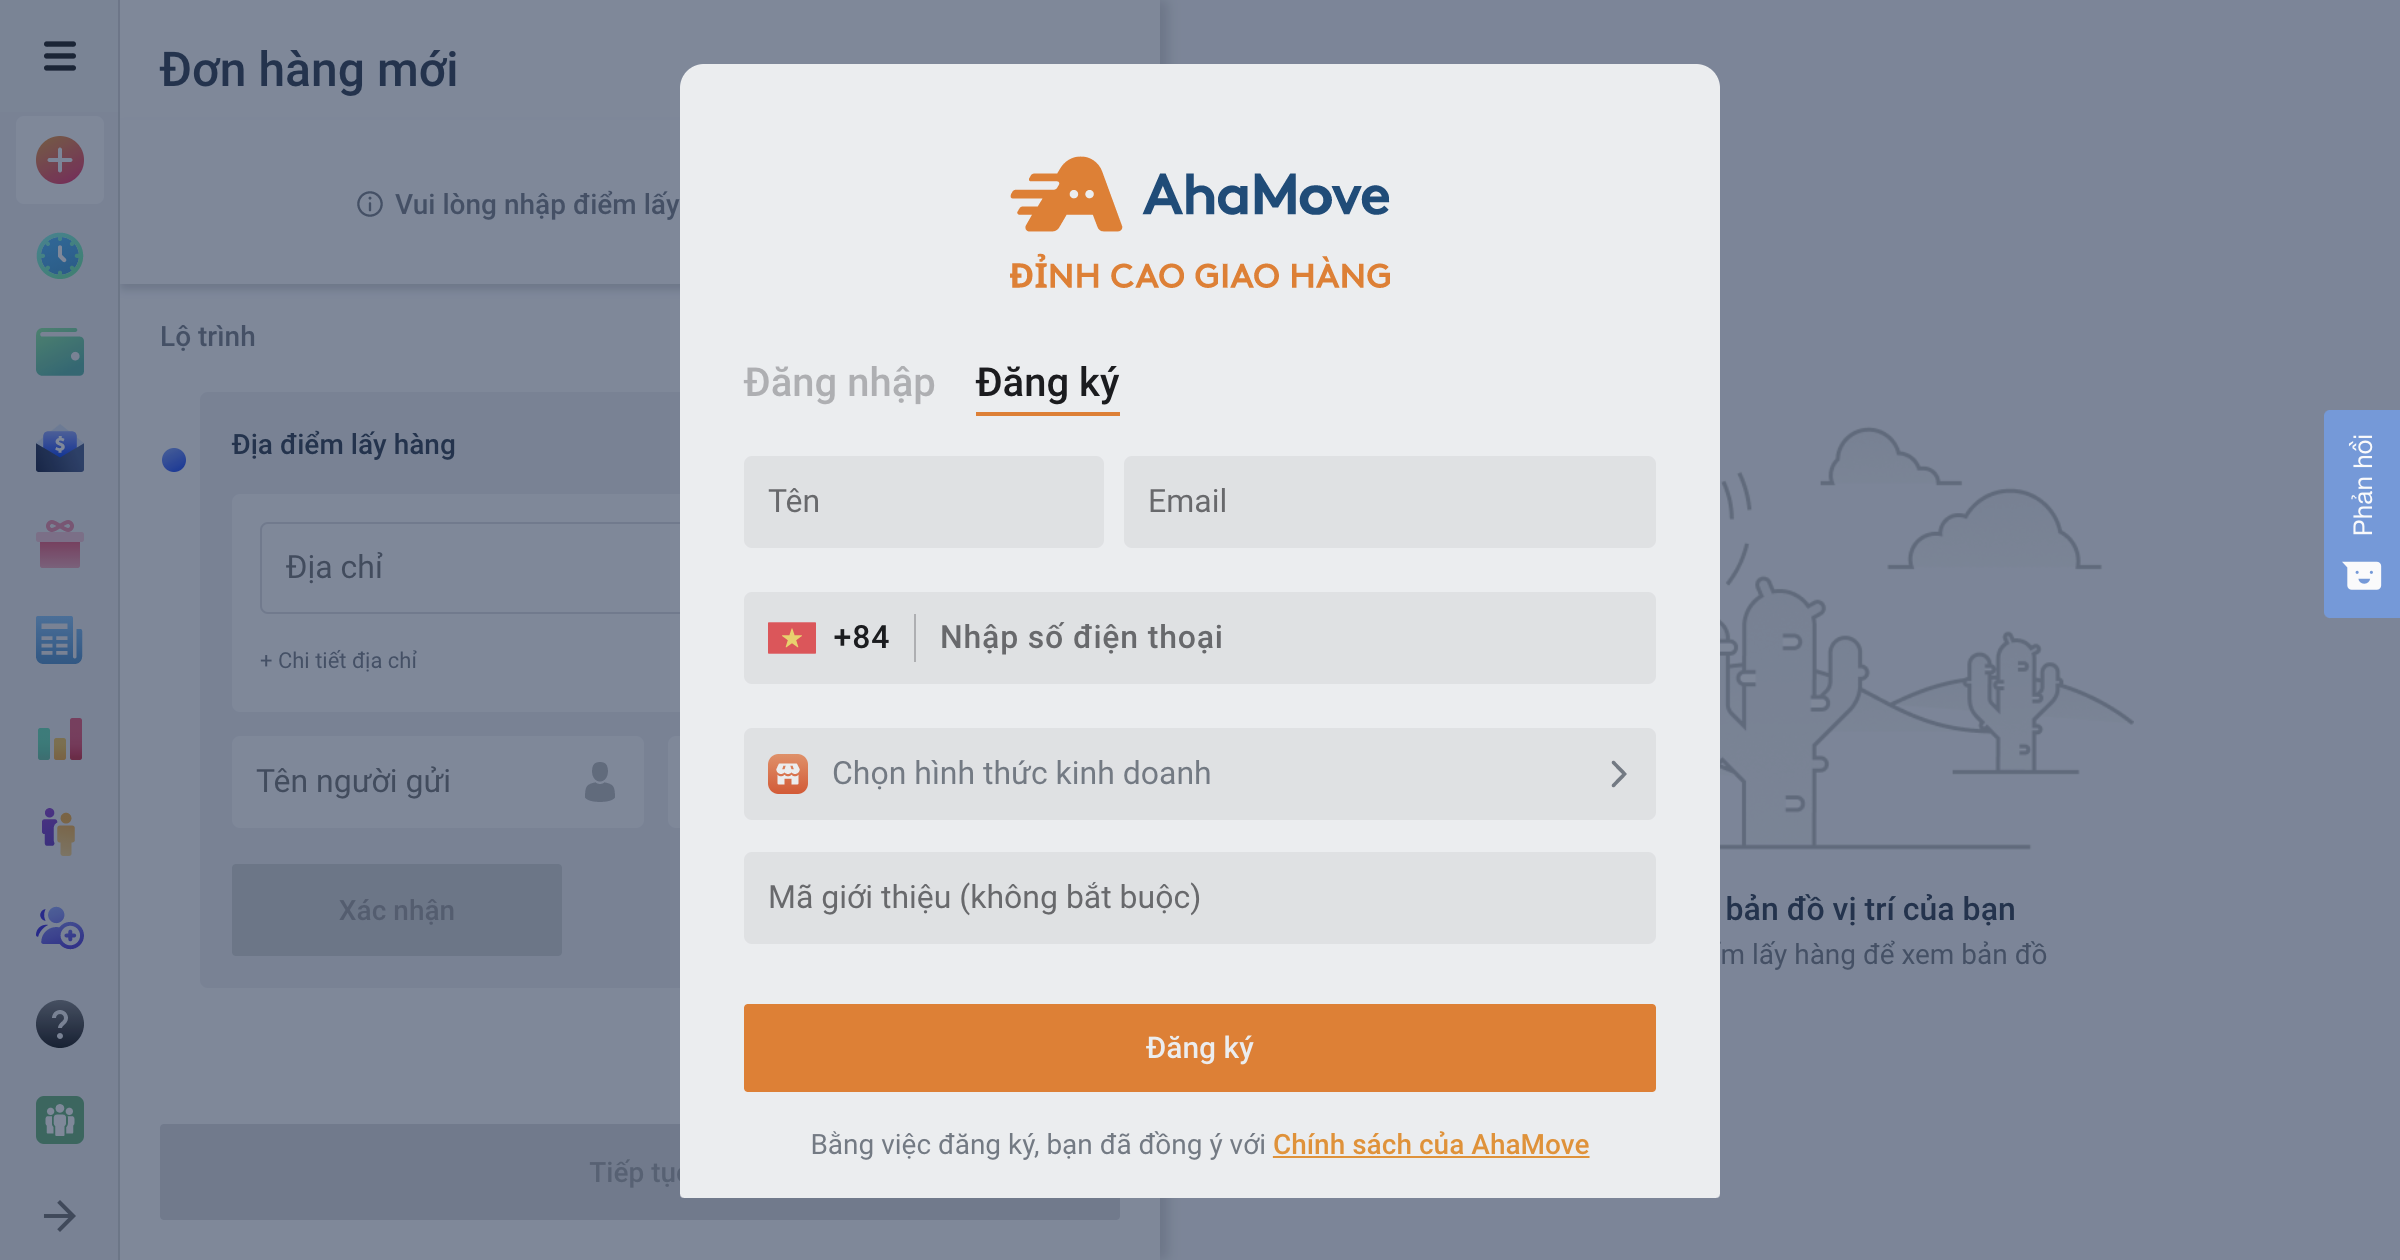 Đơn hàng mới
Vui lòng nhập điểm lấy
Lộ trình
Địa điểm lấy hàng
Địa chỉ
+ Chi tiết địa chỉ
Tên người gửi
Xác nhận
Tiếp tục
AhaMove
ĐỈNH CAO GIAO HÀNG
Đăng nhập Đăng ký
Tên Email
+84 Nhập số điện thoại
Chọn hình thức kinh doanh
Mã giới thiệu (không bắt buộc)
Đăng ký
Bằng việc đăng ký, bạn đã đồng ý với Chính sách của AhaMove
bản đồ vị trí của bạn
lấy hàng để xem bản đồ
Phản hồi